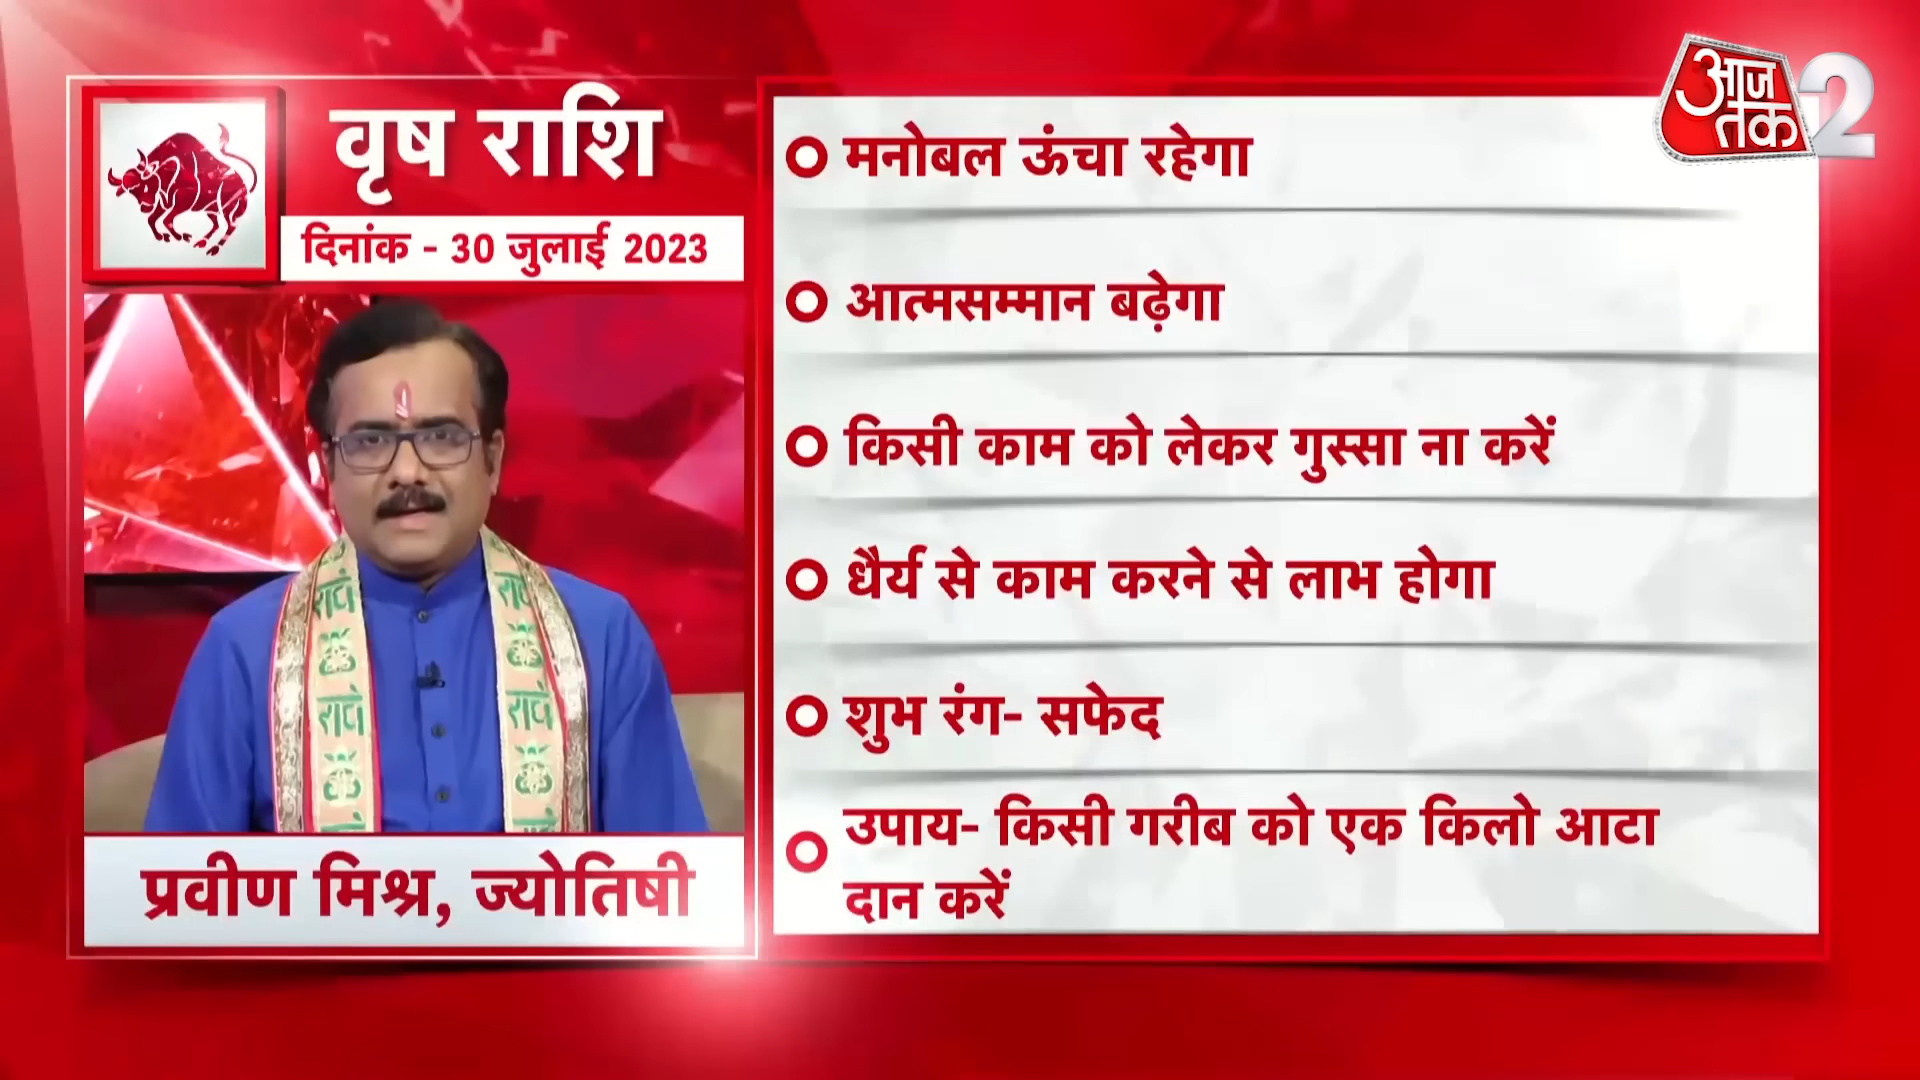 वृष राशि
दिनांक - 30 जुलाई 2023
राधे
राधे
राधे
राधे
प्रवीण मिश्र, ज्योतिषी
आज
तक 2
मनोबल ऊंचा रहेगा
आत्मसम्मान बढ़ेगा
किसी काम को लेकर गुस्सा ना करें
धैर्य से काम करने से लाभ होगा
शुभ रंग- सफेद
उपाय- किसी गरीब को एक किलो आटा
दान करें